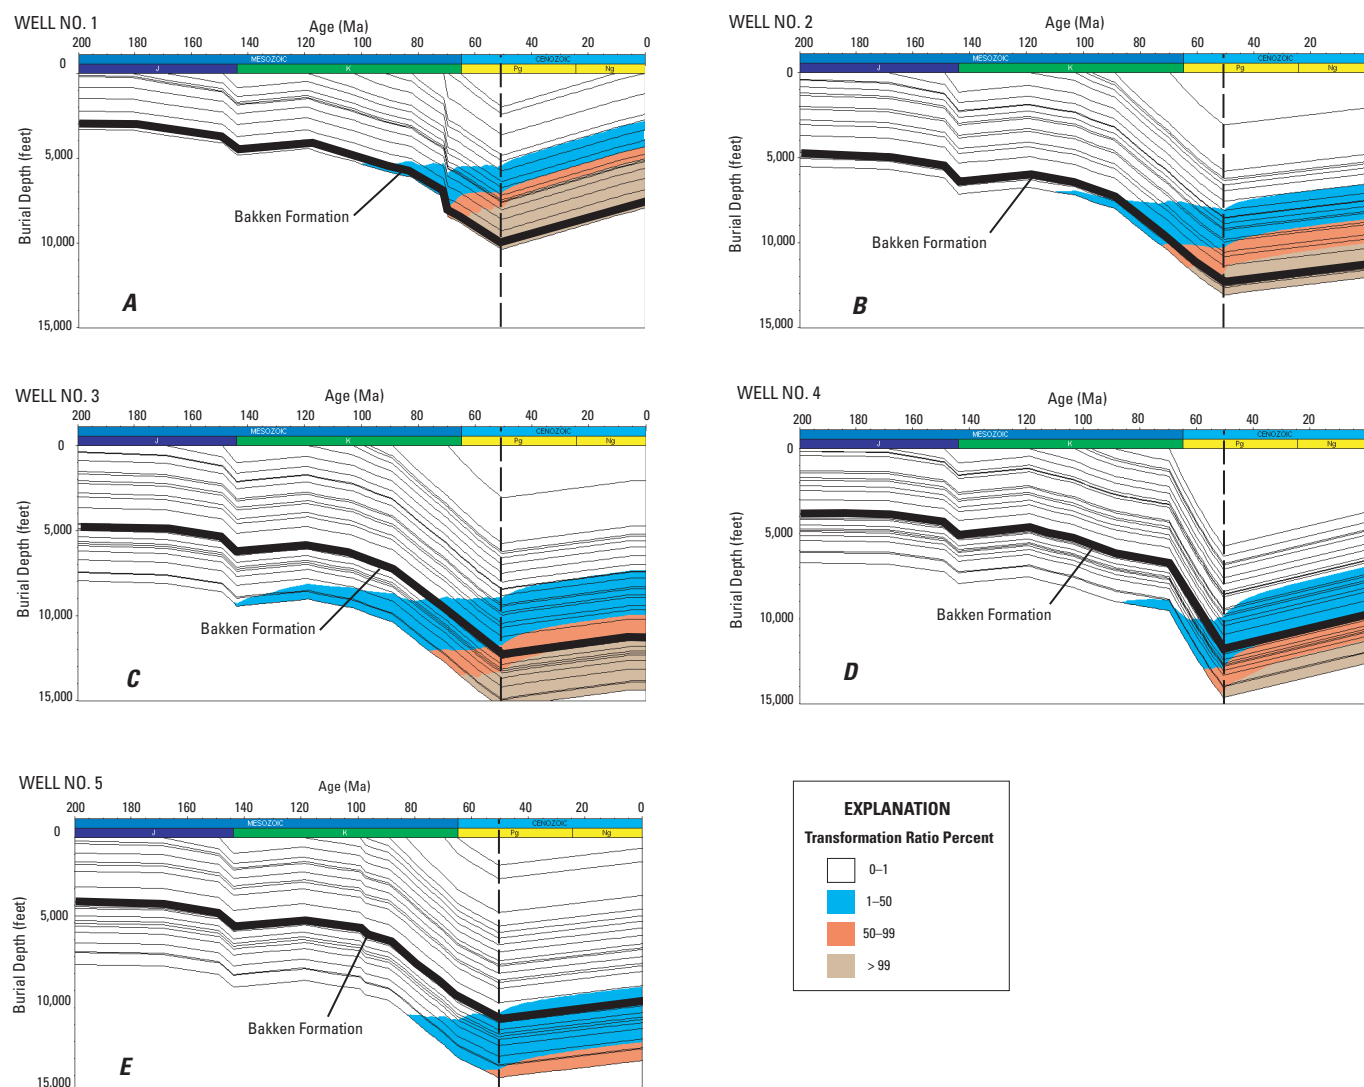 WELL NO. 1
Age (Ma)
200 180 160 140 120 100 80 60 40 20 0
MESOZOIC CENOZOIC
J K Pg Ng
0
5,000
10,000
15,000
Burial Depth (feet)
Bakken Formation
A
WELL NO. 2
Age (Ma)
200 180 160 140 120 100 80 60 40 20 0
MESOZOIC CENOZOIC
J K Pg Ng
0
5,000
10,000
15,000
Burial Depth (feet)
Bakken Formation
B
WELL NO. 3
Age (Ma)
200 180 160 140 120 100 80 60 40 20 0
MESOZOIC CENOZOIC
J K Pg Ng
0
5,000
10,000
15,000
Burial Depth (feet)
Bakken Formation
C
WELL NO. 4
Age (Ma)
200 180 160 140 120 100 80 60 40 20
MESOZOIC CENOZOIC
J K Pg Ng
0
5,000
10,000
15,000
Burial Depth (feet)
Bakken Formation
D
WELL NO. 5
Age (Ma)
200 180 160 140 120 100 80 60 40 20 0
MESOZOIC CENOZOIC
J K Pg Ng
0
5,000
10,000
15,000
Burial Depth (feet)
Bakken Formation
E
EXPLANATION
Transformation Ratio Percent
0–1
1–50
50–99
> 99